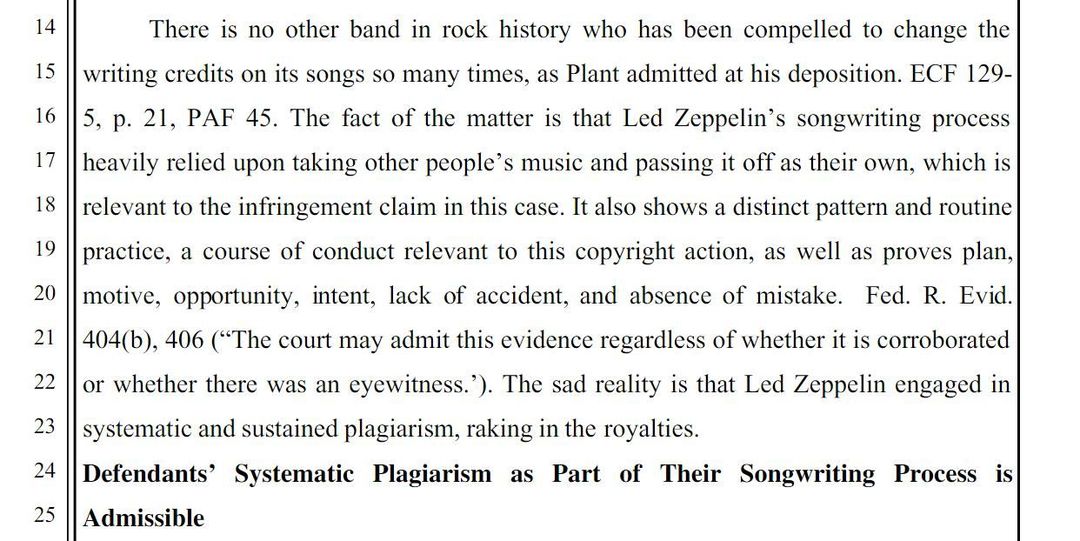 14 There is no other band in rock history who has been compelled to change the
15 writing credits on its songs so many times, as Plant admitted at his deposition. ECF 129-
16 5, p. 21, PAF 45. The fact of the matter is that Led Zeppelin’s songwriting process
17 heavily relied upon taking other people’s music and passing it off as their own, which is
18 relevant to the infringement claim in this case. It also shows a distinct pattern and routine
19 practice, a course of conduct relevant to this copyright action, as well as proves plan,
20 motive, opportunity, intent, lack of accident, and absence of mistake. Fed. R. Evid.
21 404(b), 406 (“The court may admit this evidence regardless of whether it is corroborated
22 or whether there was an eyewitness.’). The sad reality is that Led Zeppelin engaged in
23 systematic and sustained plagiarism, raking in the royalties.
24 Defendants’ Systematic Plagiarism as Part of Their Songwriting Process is
25 Admissible